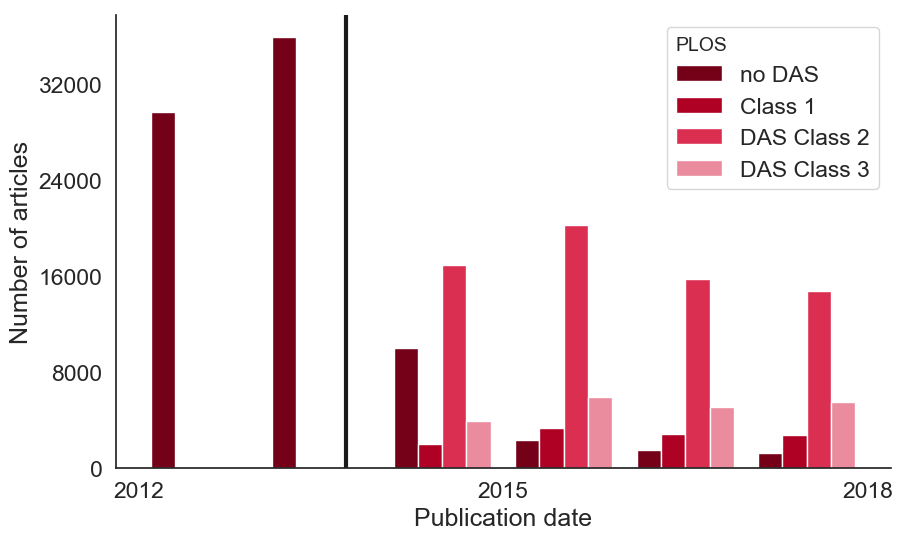 PLOS
no DAS
Class 1
DAS Class 2
DAS Class 3
Number of articles
32000
24000
16000
8000
0
2012
2015
2018
Publication date